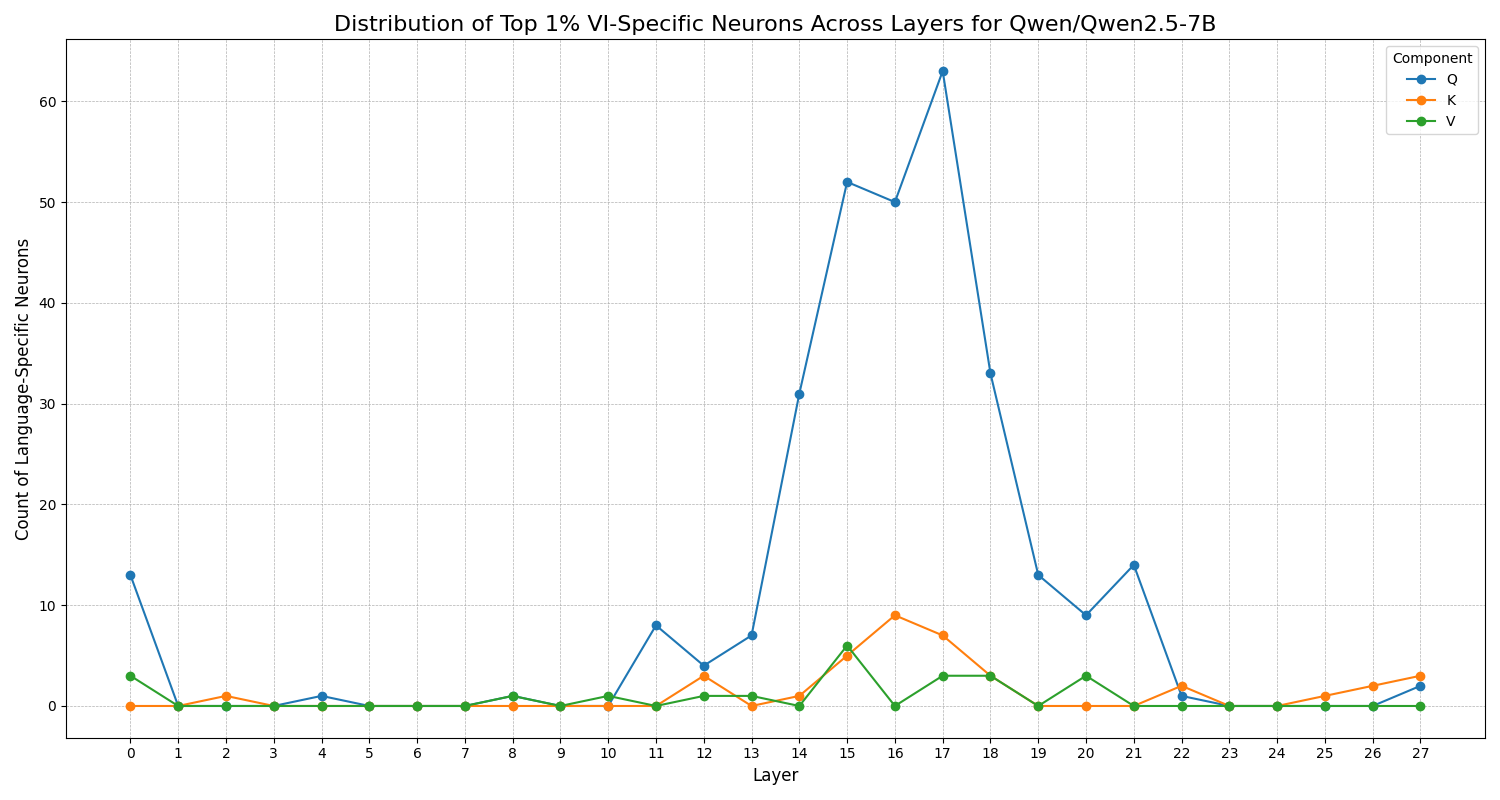 Distribution of Top 1% VI-Specific Neurons Across Layers for Qwen/Qwen2.5-7B
Component
Q
K
V
Count of Language-Specific Neurons
60
50
40
30
20
10
0
0 1 2 3 4 5 6 7 8 9 10 11 12 13 14 15 16 17 18 19 20 21 22 23 24 25 26 27
Layer